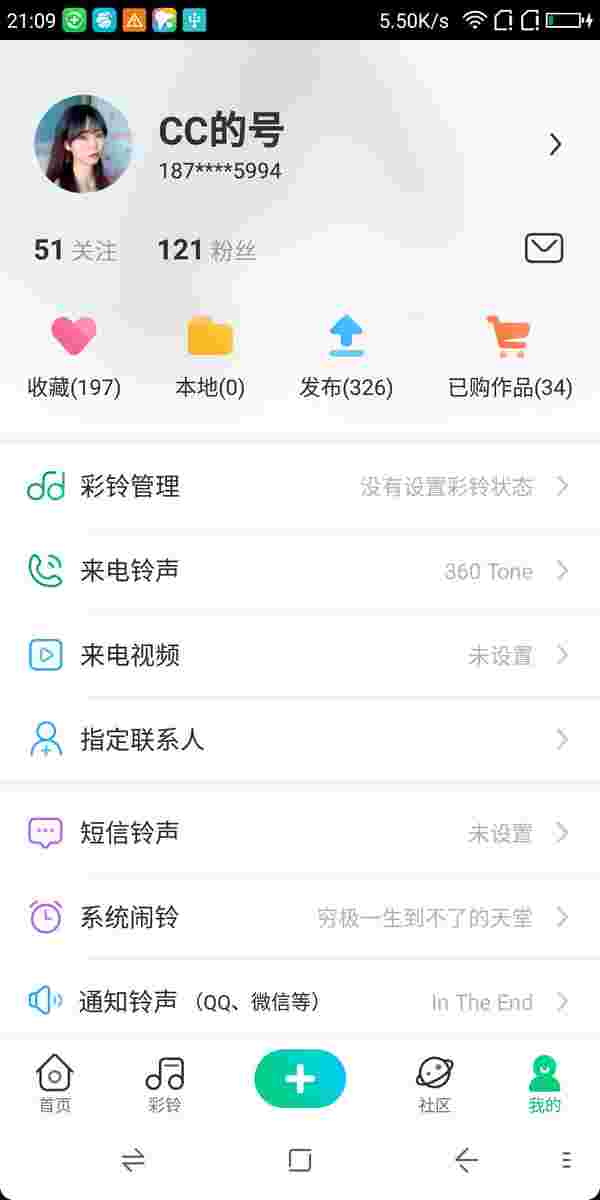 21:09 5.50K/s
CC的号
187****5994
51 关注 121 粉丝
收藏(197) 本地(0) 发布(326) 已购作品(34)
彩铃管理 没有设置彩铃状态
来电铃声 360 Tone
来电视频 未设置
指定联系人
短信铃声 未设置
系统闹铃 穷极一生到不了的天堂
通知铃声（QQ、微信等） In The End
首页 彩铃 社区 我的